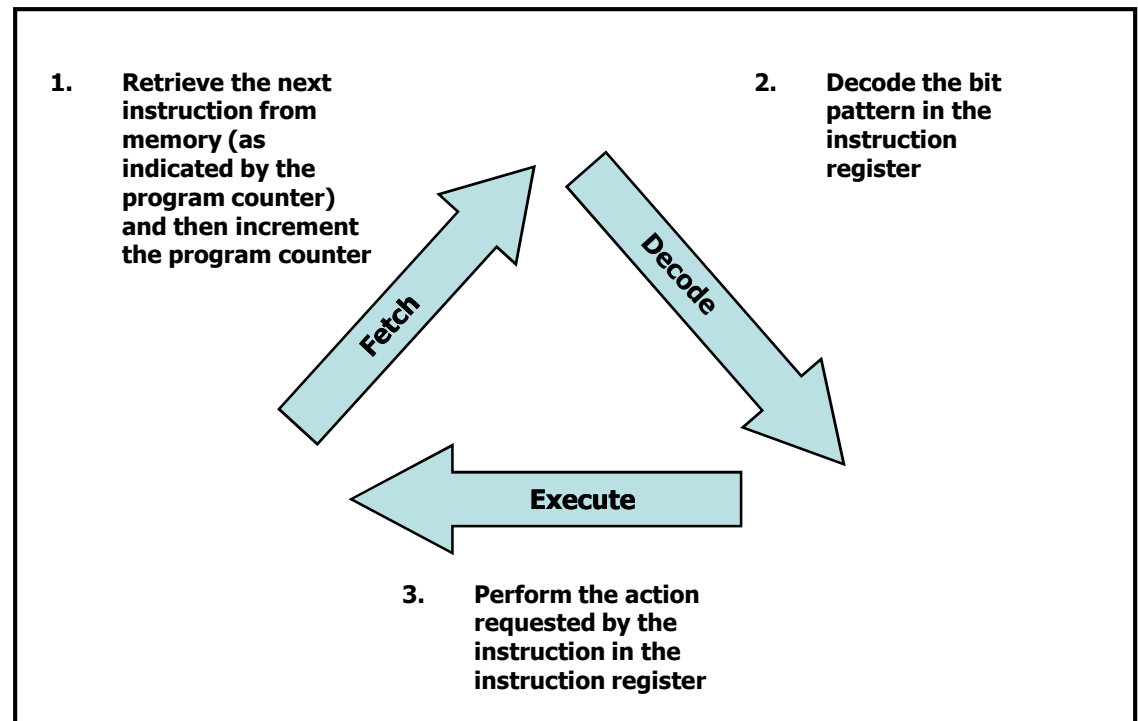 1. Retrieve the next
instruction from
memory (as
indicated by the
program counter)
and then increment
the program counter
2. Decode the bit
pattern in the
instruction
register
Fetch
Decode
Execute
3. Perform the action
requested by the
instruction in the
instruction register